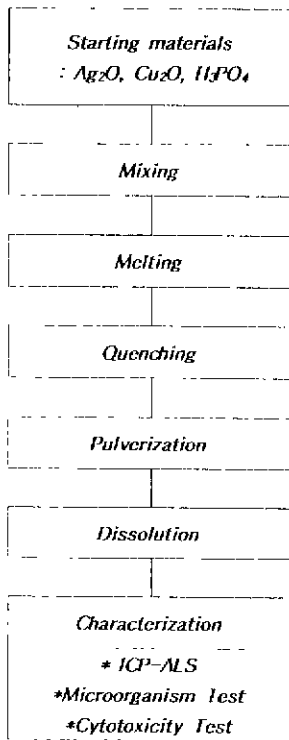 Starting materials
: Ag₂O, Cu₂O, H₃PO₄
Mixing
Melting
Quenching
Pulverization
Dissolution
Characterization
* ICP-AES
*Microorganism Test
*Cytotoxicity Test